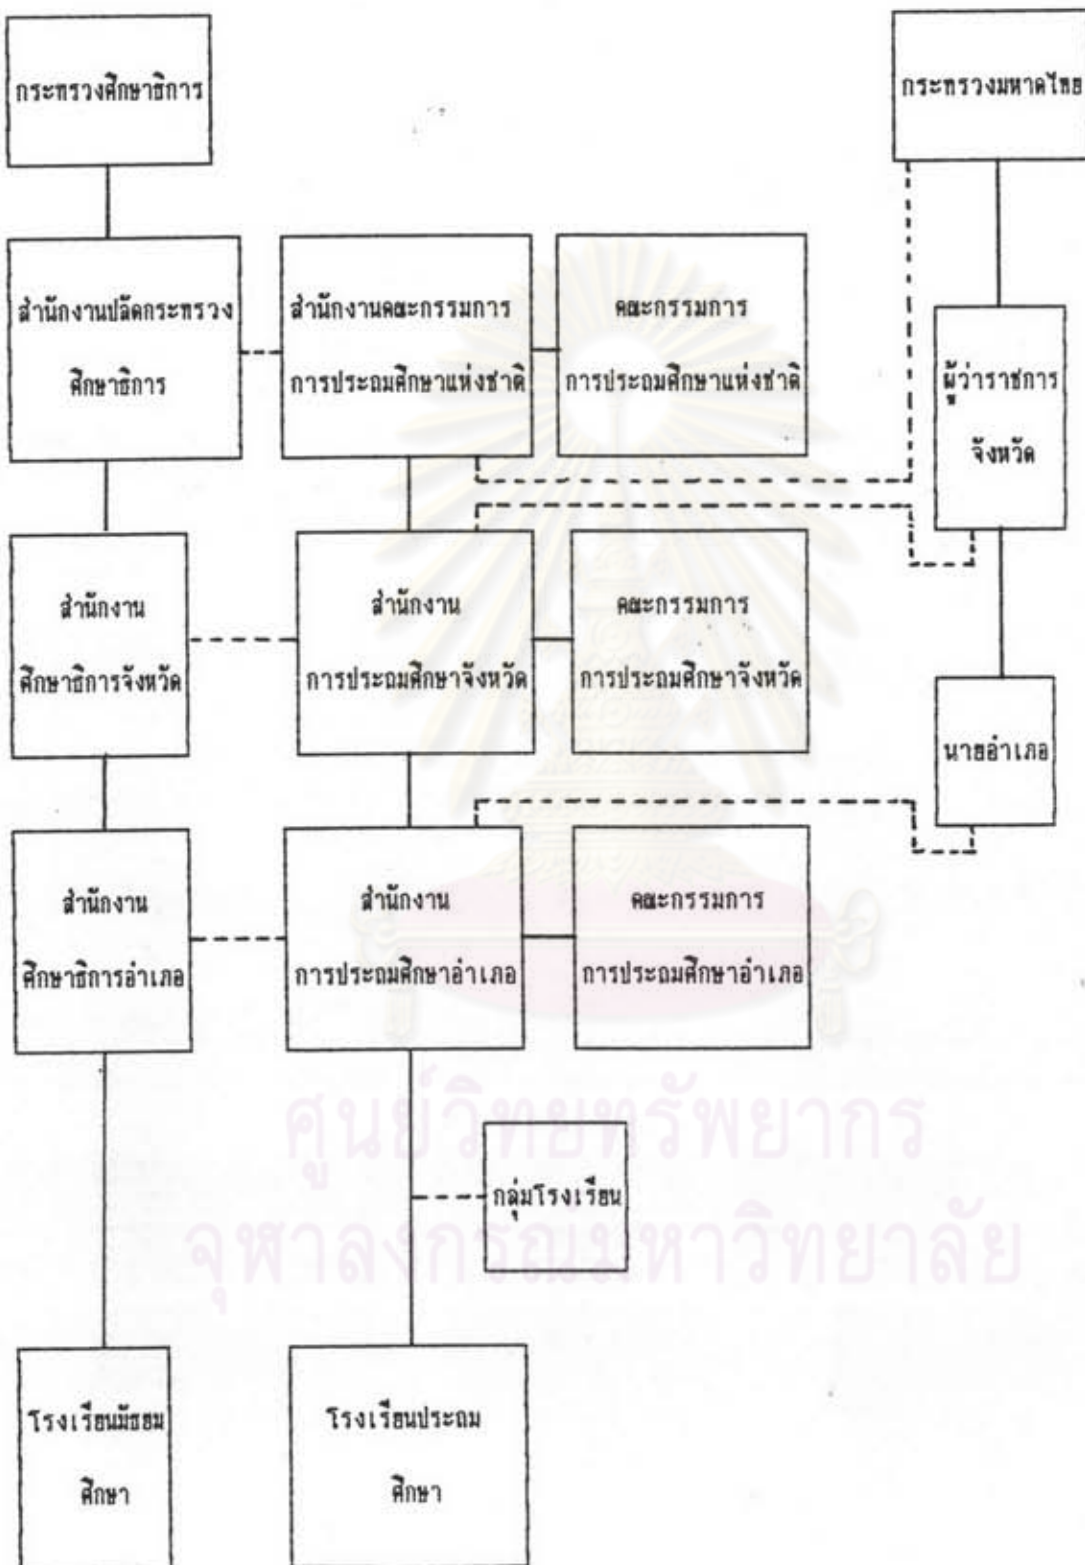 กระทรวงศึกษาธิการ
กระทรวงมหาดไทย
สำนักงานปลัดกระทรวง
ศึกษาธิการ
สำนักงานคณะกรรมการ
การประถมศึกษาแห่งชาติ
คณะกรรมการ
การประถมศึกษาแห่งชาติ
ผู้ว่าราชการ
จังหวัด
สำนักงาน
ศึกษาธิการจังหวัด
สำนักงาน
การประถมศึกษาจังหวัด
คณะกรรมการ
การประถมศึกษาจังหวัด
นายอำเภอ
สำนักงาน
ศึกษาธิการอำเภอ
สำนักงาน
การประถมศึกษาอำเภอ
คณะกรรมการ
การประถมศึกษาอำเภอ
ศูนย์วิทยทรัพยากร
กลุ่มโรงเรียน
จุฬาลงกรณ์มหาวิทยาลัย
โรงเรียนมัธยม
ศึกษา
โรงเรียนประถม
ศึกษา